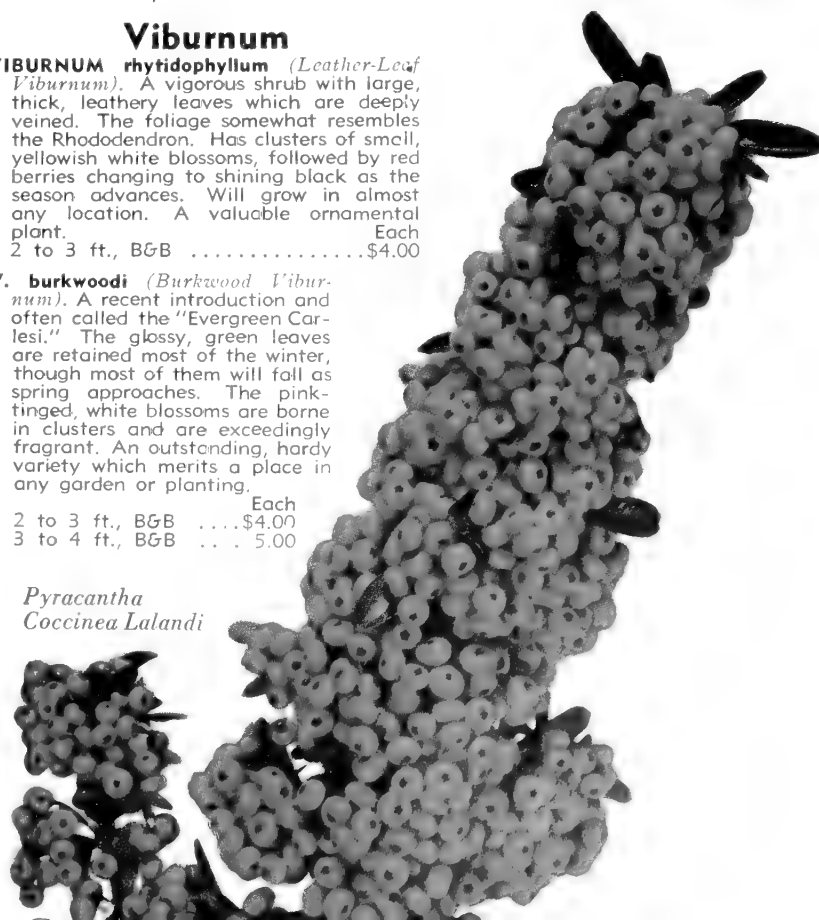 Viburnum
VIBURNUM rhytidophyllum (Leather-Leaf
Viburnum). A vigorous shrub with large,
thick, leathery leaves which are deeply
veined. The foliage somewhat resembles
the Rhododendron. Has clusters of small,
yellowish white blossoms, followed by red
berries changing to shining black as the
season advances. Will grow in almost
any location. A valuable ornamental
plant. Each
2 to 3 ft., B&B ................$4.00
V. burkwoodi (Burkwood Vibur-
num). A recent introduction and
often called the "Evergreen Car-
lesi." The glossy, green leaves
are retained most of the winter,
though most of them will fall as
spring approaches. The pink-
tinged, white blossoms are borne
in clusters and are exceedingly
fragrant. An outstanding, hardy
variety which merits a place in
any garden or planting.
Each
2 to 3 ft., B&B ....$4.00
3 to 4 ft., B&B ... . 5.00
Pyracantha
Coccinea Lalandi